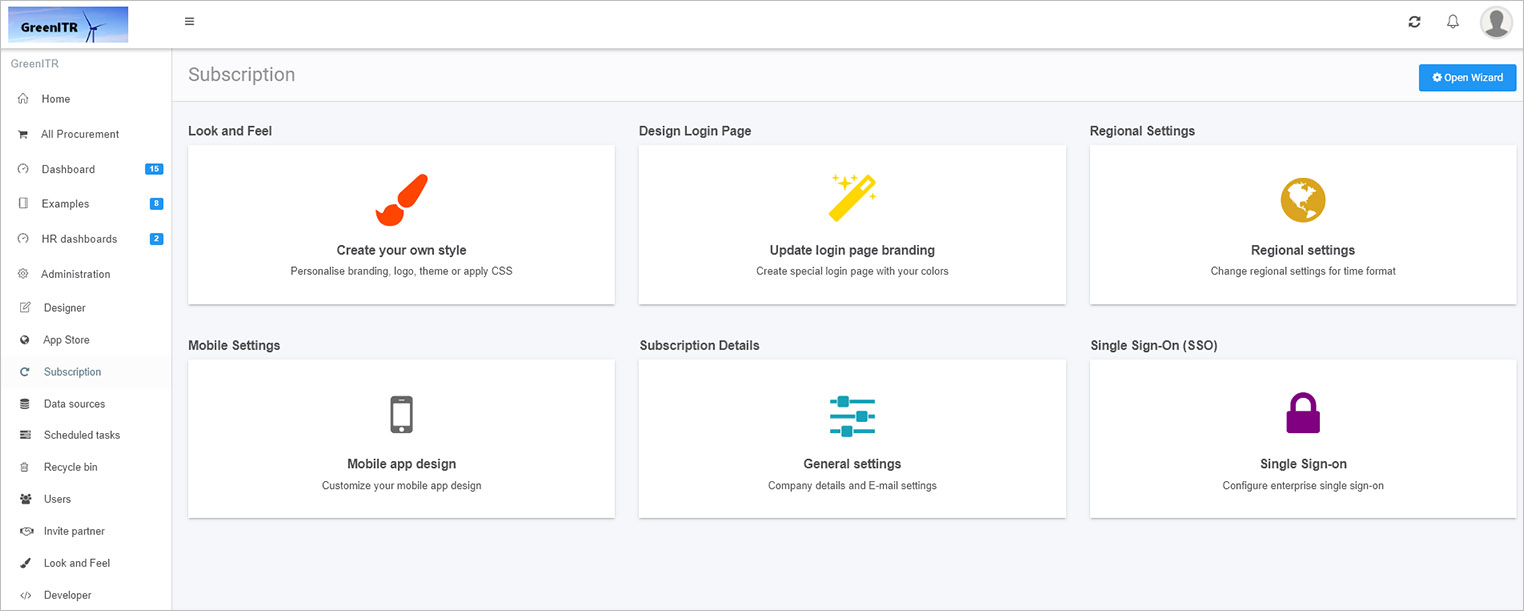 GreenITR
GreenITR
Home
All Procurement
Dashboard 15
Examples 8
HR dashboards 2
Administration
Designer
App Store
Subscription
Data sources
Scheduled tasks
Recycle bin
Users
Invite partner
Look and Feel
Developer
Subscription
Open Wizard
Look and Feel
Create your own style
Personalise branding, logo, theme or apply CSS
Design Login Page
Update login page branding
Create special login page with your colors
Regional Settings
Regional settings
Change regional settings for time format
Mobile Settings
Mobile app design
Customize your mobile app design
Subscription Details
General settings
Company details and E-mail settings
Single Sign-On (SSO)
Single Sign-on
Configure enterprise single sign-on